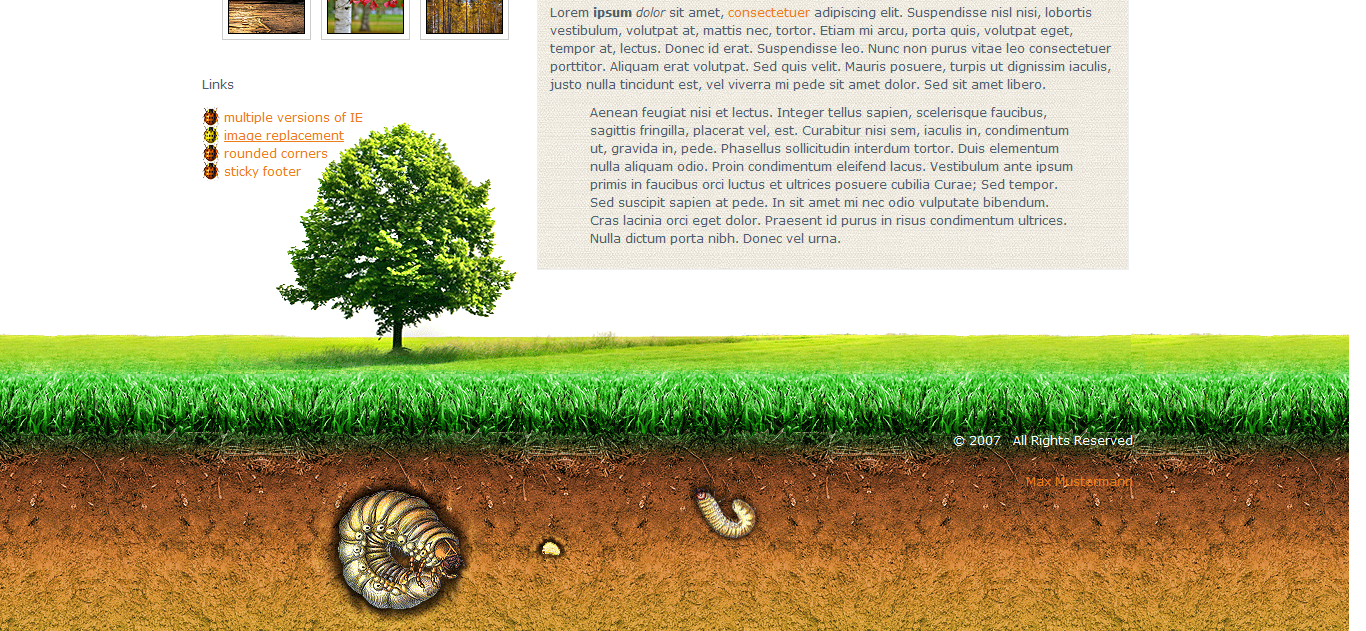 Lorem ipsum dolor sit amet, consectetuer adipiscing elit. Suspendisse nisl nisi, lobortis
vestibulum, volutpat at, mattis nec, tortor. Etiam mi arcu, porta quis, volutpat eget,
tempor at, lectus. Donec id erat. Suspendisse leo. Nunc non purus vitae leo consectetuer
porttitor. Aliquam erat volutpat. Sed quis velit. Mauris posuere, turpis ut dignissim iaculis,
justo nulla tincidunt est, vel viverra mi pede sit amet dolor. Sed sit amet libero.
Aenean feugiat nisi et lectus. Integer tellus sapien, scelerisque faucibus,
sagittis fringilla, placerat vel, est. Curabitur nisi sem, iaculis in, condimentum
ut, gravida in, pede. Phasellus sollicitudin interdum tortor. Duis elementum
nulla aliquam odio. Proin condimentum eleifend lacus. Vestibulum ante ipsum
primis in faucibus orci luctus et ultrices posuere cubilia Curae; Sed tempor.
Sed suscipit sapien at pede. In sit amet mi nec odio vulputate bibendum.
Cras lacinia orci eget dolor. Praesent id purus in risus condimentum ultrices.
Nulla dictum porta nibh. Donec vel urna.
Links
multiple versions of IE
image replacement
rounded corners
sticky footer
© 2007 All Rights Reserved
Max Mustermann